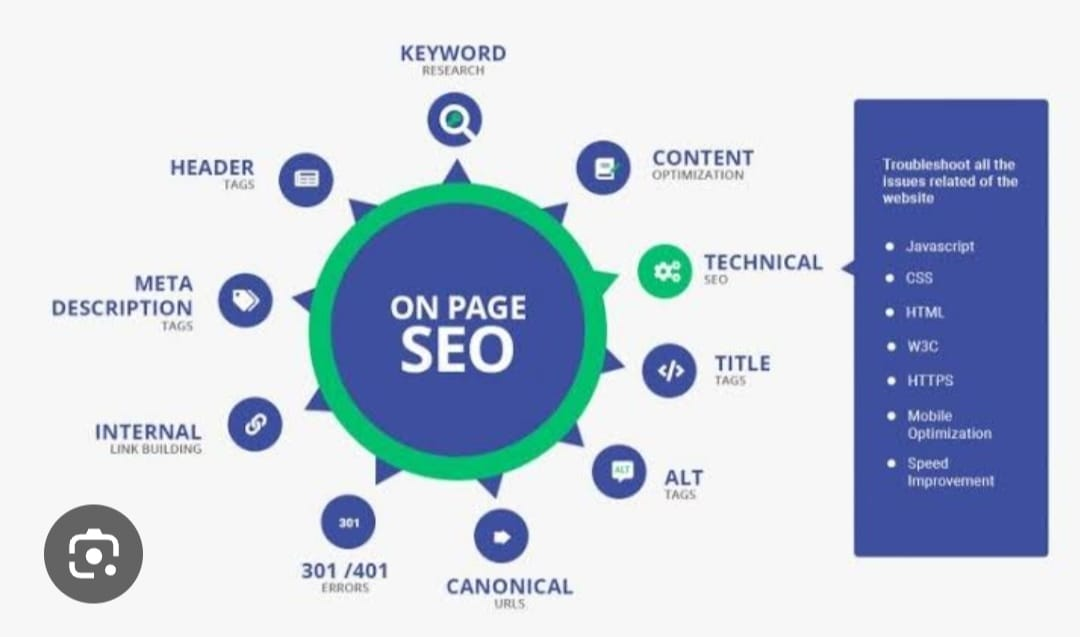 KEYWORD
RESEARCH
CONTENT
OPTIMIZATION
TECHNICAL
SEO
TITLE
TAGS
ALT
ALT
TAGS
CANONICAL
URLS
301
301 /401
ERRORS
INTERNAL
LINK BUILDING
META
DESCRIPTION
TAGS
HEADER
TAGS
ON PAGE
SEO
Troubleshoot all the
issues related of the
website
Javascript
CSS
HTML
W3C
HTTPS
Mobile
Optimization
Speed
Improvement